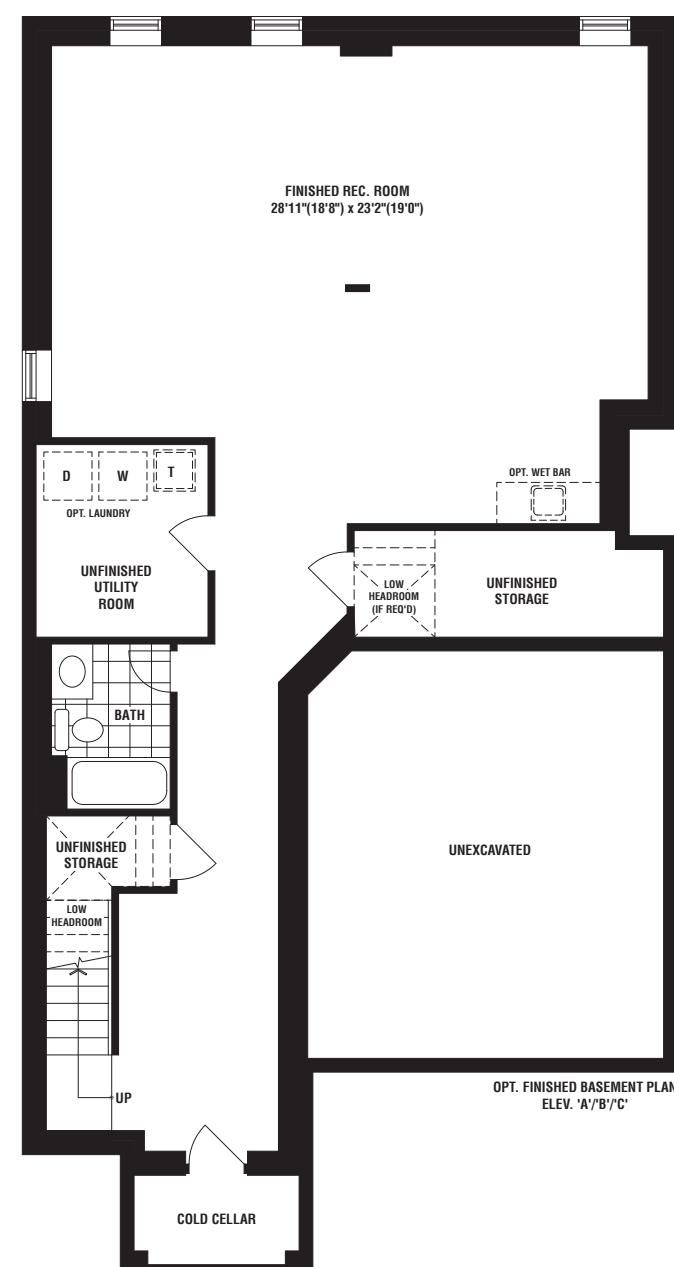 FINISHED REC. ROOM
28'11"(18'8") x 23'2"(19'0")
OPT. WET BAR
D
W
T
OPT. LAUNDRY
UNFINISHED
UTILITY
ROOM
LOW
HEADROOM
(IF REQ'D)
UNFINISHED
STORAGE
BATH
UNFINISHED
STORAGE
LOW
HEADROOM
UNEXCAVATED
UP
OPT. FINISHED BASEMENT PLAN
ELEV. 'A'/'B'/'C'
COLD CELLAR